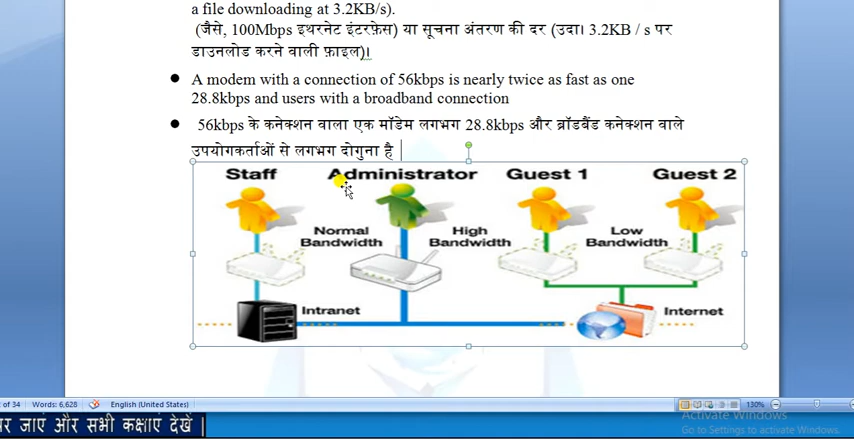 a file downloading at 3.2KB/s).
(जैसे, 100Mbps इथरनेट इंटरफ़ेस) या सूचना अंतरण की दर (उदा। 3.2KB / s पर
डाउनलोड करने वाली फ़ाइल)।
● A modem with a connection of 56kbps is nearly twice as fast as one
28.8kbps and users with a broadband connection
● 56kbps के कनेक्शन वाला एक मॉडेम लगभग 28.8kbps और ब्रॉडबैंड कनेक्शन वाले
उपयोगकर्ताओं से लगभग दोगुना है
Staff Administrator Guest 1 Guest 2
Normal Bandwidth High Bandwidth Low Bandwidth
Intranet Internet
of 34 Words: 6,628 English (United States) 130%
Activate Windows
Go to Settings to activate Windows.
पर जाएं और सभी कक्षाएं देखें |